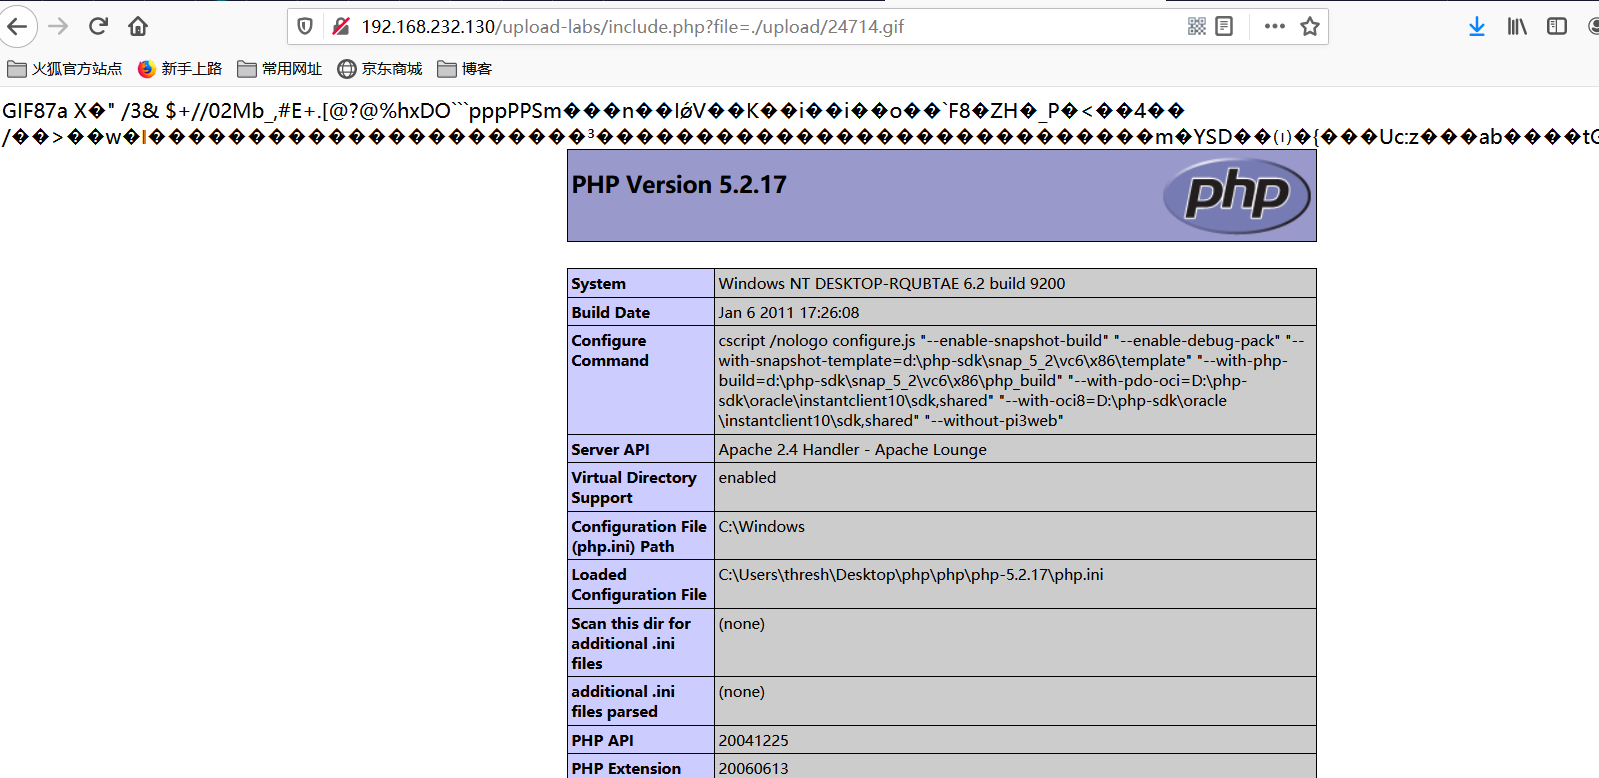 192.168.232.130/upload-labs/include.php?file=./upload/24714.gif
火狐官方站点 新手上路 常用网址 京东商城 博客
GIF87a X�" /3& $+//02Mb_,#E+.[@?@%hxDO```pppPPSm���n��IǿV��K��i��i��o��`F8�ZH�_P�<��4��
PHP Version 5.2.17
php
System Windows NT DESKTOP-RQUBTAE 6.2 build 9200
Build Date Jan 6 2011 17:26:08
Configure cscript /nologo configure.js "--enable-snapshot-build" "--enable-debug-pack" "--
Command with-snapshot-template=d:\php-sdk\snap_5_2\vc6\x86\template" "--with-php-
build=d:\php-sdk\snap_5_2\vc6\x86\php_build" "--with-pdo-oci=D:\php-
sdk\oracle\instantclient10\sdk,shared" "--with-oci8=D:\php-sdk\oracle
\instantclient10\sdk,shared" "--without-pi3web"
Server API Apache 2.4 Handler - Apache Lounge
Virtual Directory enabled
Support
Configuration File C:\Windows
(php.ini) Path
Loaded C:\Users\thresh\Desktop\php\php\php-5.2.17\php.ini
Configuration File
Scan this dir for (none)
additional .ini
files
additional .ini (none)
files parsed
PHP API 20041225
PHP Extension 20060613